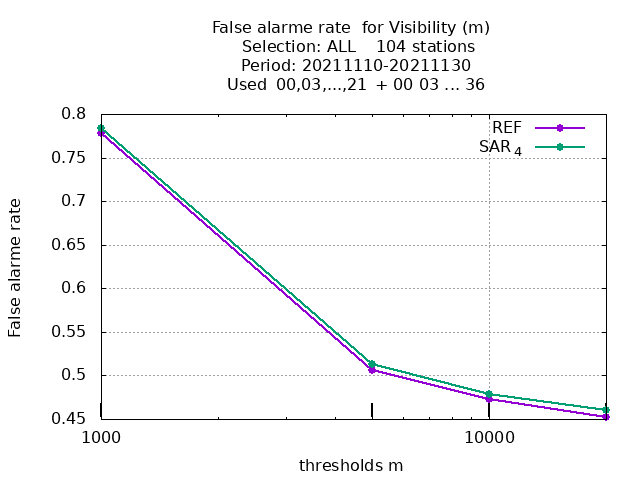 False alarme rate  for Visibility (m)
Selection: ALL    104 stations
Period: 20211110-20211130
Used  00,03,...,21  + 00 03 ... 36
REF
SAR 4
0.8
0.75
0.7
0.65
0.6
0.55
0.5
0.45
False alarme rate
1000
10000
thresholds m